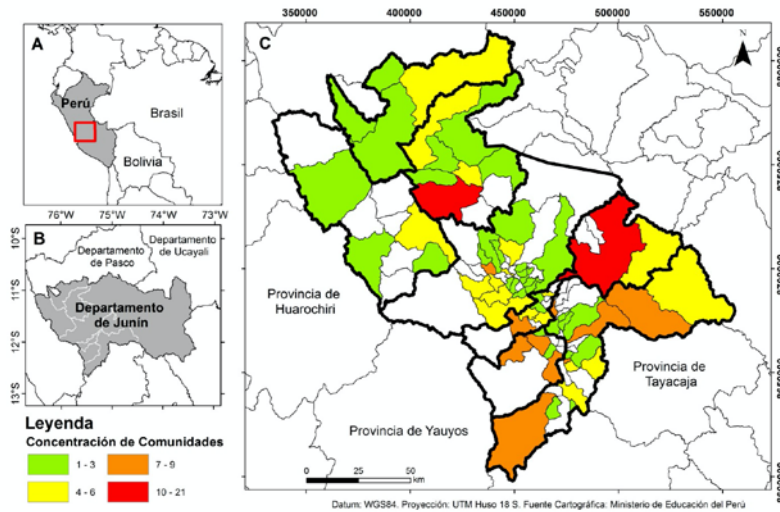 A
Perú
Brasil
Bolivia
76°W
75°W
74°W
73°W
B
10°S
11°S
12°S
13°S
Departamento
de Pasco
Departamento
de Ucayali
Departamento
de Junín
Leyenda
Concentración de Comunidades
1 - 3
4 - 6
7 - 9
10 - 21
C
350000
400000
450000
500000
550000
N
Provincia de
Huarochiri
Provincia de
Yauyos
Provincia de
Tayacaja
0
25
50
km
Datum: WGS84. Proyección: UTM Huso 18 S. Fuente Cartográfica: Ministerio de Educación del Perú